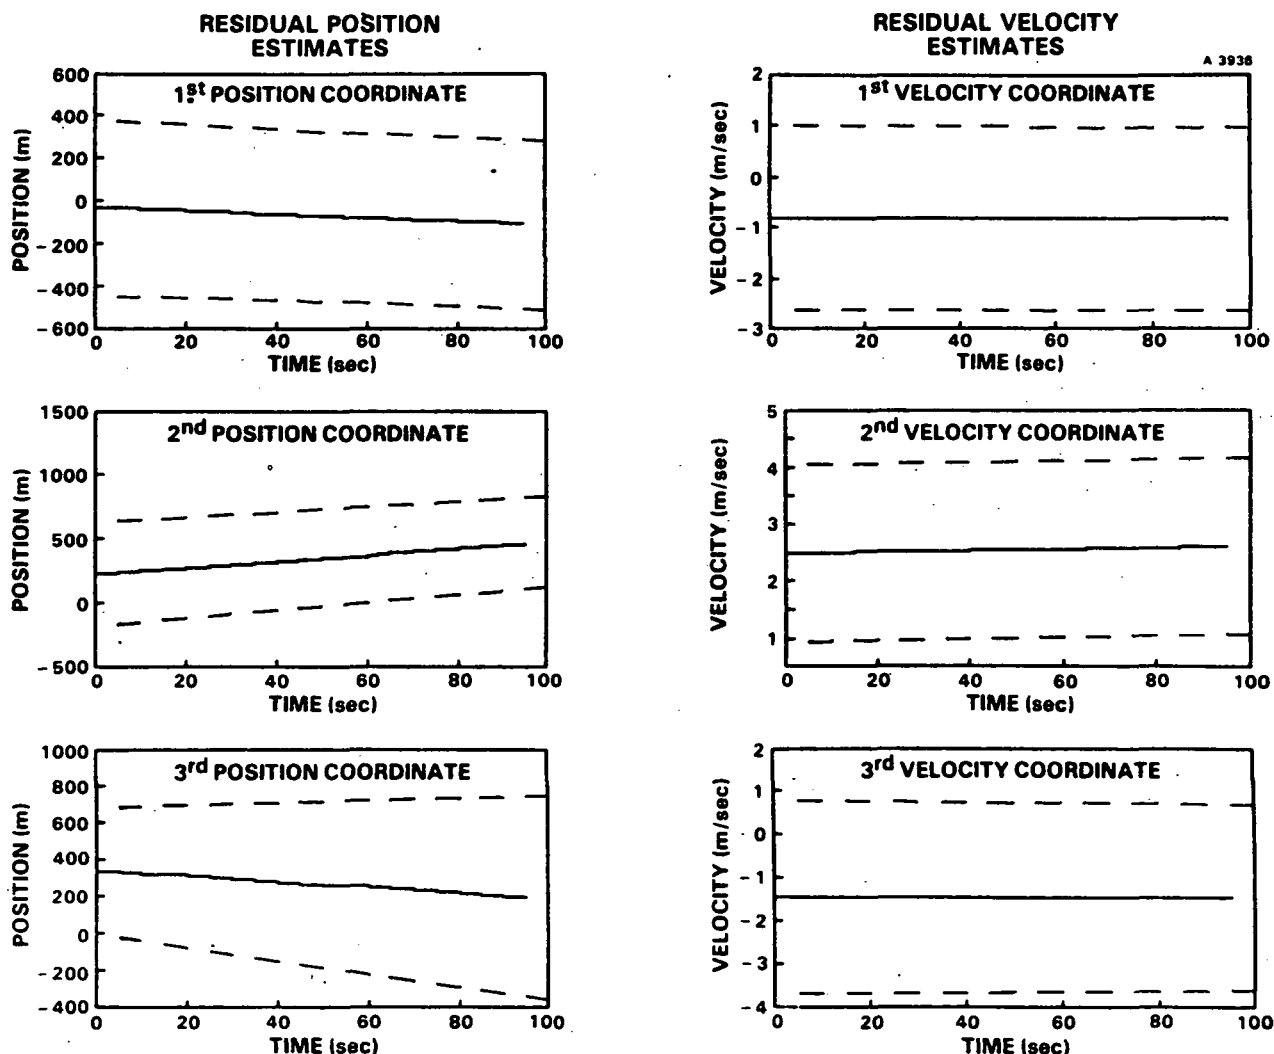 RESIDUAL POSITION
ESTIMATES
600
400
200
0
-200
-400
-600
POSITION (m)
1st POSITION COORDINATE
0 20 40 60 80 100
TIME (sec)
1500
1000
500
0
-500
POSITION (m)
2nd POSITION COORDINATE
0 20 40 60 80 100
TIME (sec)
1000
800
600
400
200
0
-200
-400
POSITION (m)
3rd POSITION COORDINATE
0 20 40 60 80 100
TIME (sec)
RESIDUAL VELOCITY
ESTIMATES
A 3936
2
1
0
-1
-2
-3
VELOCITY (m/sec)
1st VELOCITY COORDINATE
0 20 40 60 80 100
TIME (sec)
5
4
3
2
1
VELOCITY (m/sec)
2nd VELOCITY COORDINATE
0 20 40 60 80 100
TIME (sec)
2
1
0
-1
-2
-3
-4
VELOCITY (m/sec)
3rd VELOCITY COORDINATE
0 20 40 60 80 100
TIME (sec)